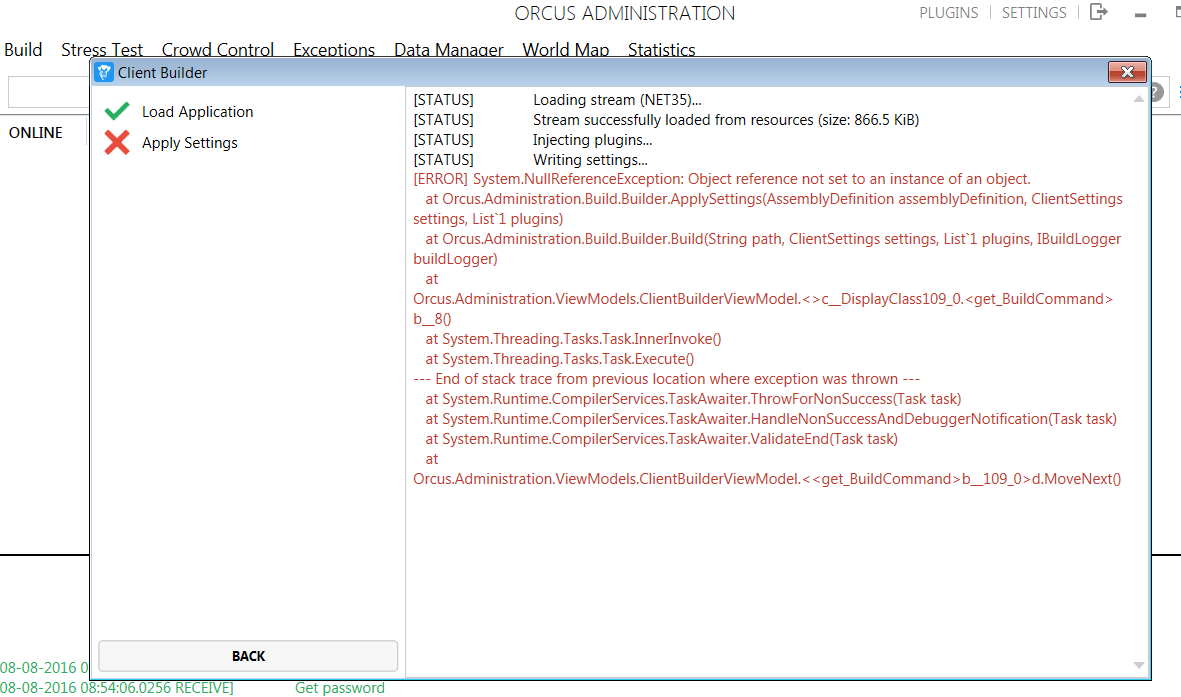 ORCUS ADMINISTRATION
PLUGINS SETTINGS
Build Stress Test Crowd Control Exceptions Data Manager World Map Statistics
Client Builder
?
ONLINE
Load Application
Apply Settings
[STATUS] Loading stream (NET35)...
[STATUS] Stream successfully loaded from resources (size: 866.5 KiB)
[STATUS] Injecting plugins...
[STATUS] Writing settings...
[ERROR] System.NullReferenceException: Object reference not set to an instance of an object.
at Orcus.Administration.Build.Builder.ApplySettings(AssemblyDefinition assemblyDefinition, ClientSettings
settings, List`1 plugins)
at Orcus.Administration.Build.Builder.Build(String path, ClientSettings settings, List`1 plugins, IBuildLogger
buildLogger)
at
Orcus.Administration.ViewModels.ClientBuilderViewModel.<>c__DisplayClass109_0.<get_BuildCommand>
b__8()
at System.Threading.Tasks.Task.InnerInvoke()
at System.Threading.Tasks.Task.Execute()
--- End of stack trace from previous location where exception was thrown ---
at System.Runtime.CompilerServices.TaskAwaiter.ThrowForNonSuccess(Task task)
at System.Runtime.CompilerServices.TaskAwaiter.HandleNonSuccessAndDebuggerNotification(Task task)
at System.Runtime.CompilerServices.TaskAwaiter.ValidateEnd(Task task)
at
Orcus.Administration.ViewModels.ClientBuilderViewModel.<<get_BuildCommand>b__109_0>d.MoveNext()
BACK
08-08-2016 0
08-08-2016 08:54:06.0256 RECEIVE] Get password